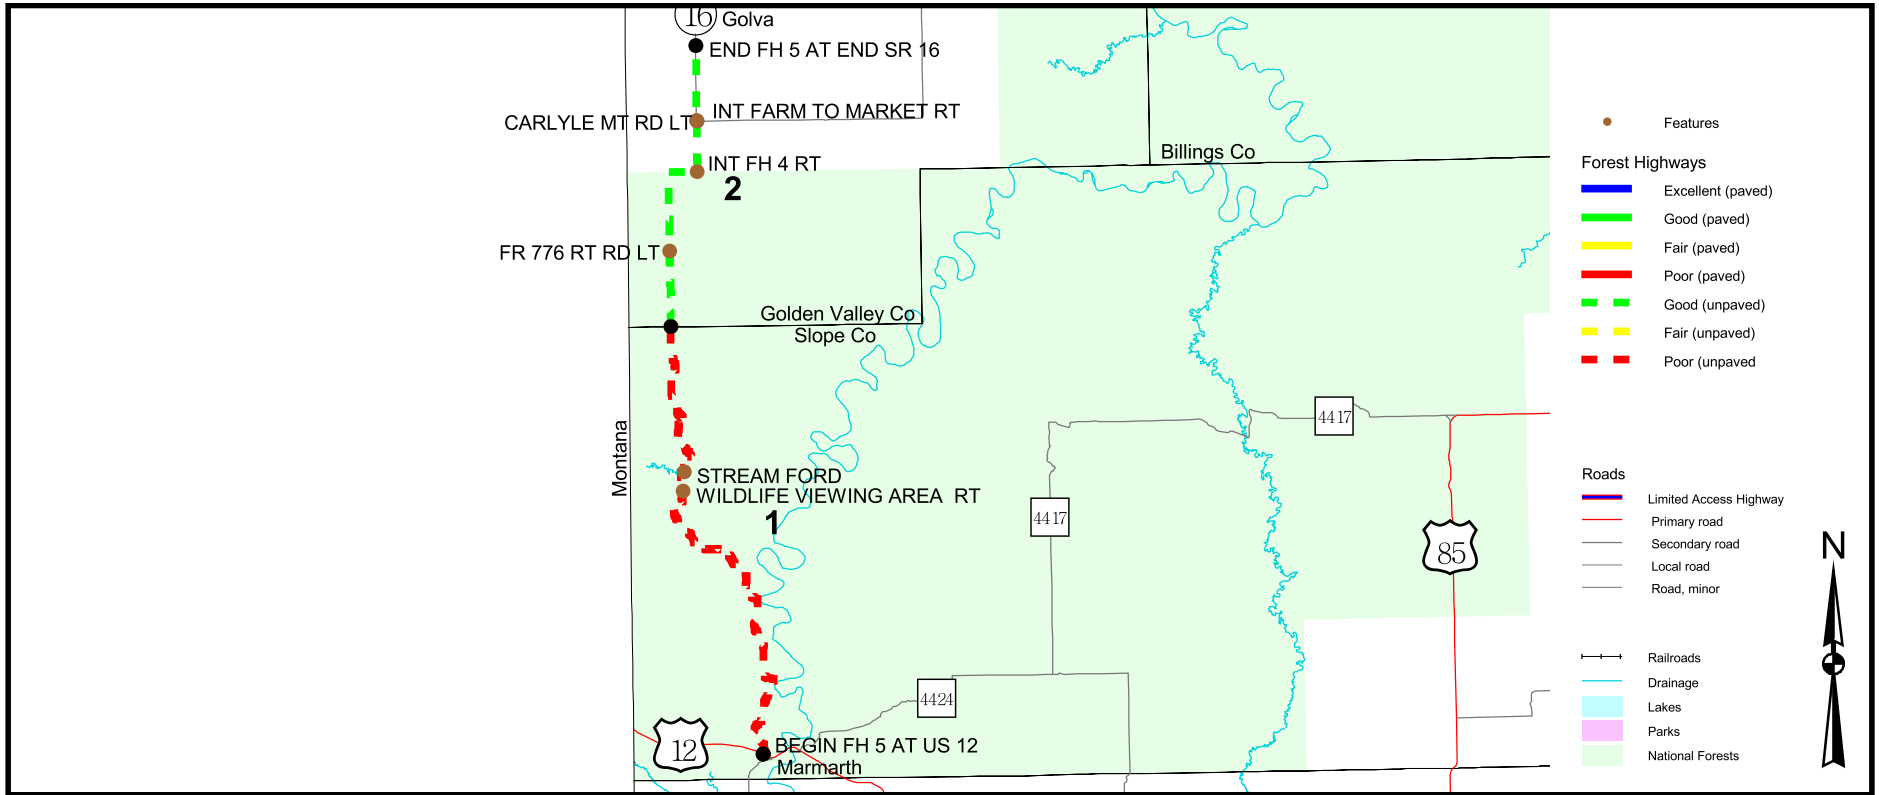 16
Golva
END FH 5 AT END SR 16
INT FARM TO MARKET RT
CARLYLE MT RD LT
INT FH 4 RT
2
Billings Co
FR 776 RT RD LT
Golden Valley Co
Slope Co
Montana
4417
STREAM FORD
WILDLIFE VIEWING AREA  RT
1
4417
85
4424
12
BEGIN FH 5 AT US 12
Marmarth
Features
Forest Highways
Excellent (paved)
Good (paved)
Fair (paved)
Poor (paved)
Good (unpaved)
Fair (unpaved)
Poor (unpaved
Roads
Limited Access Highway
Primary road
Secondary road
Local road
Road, minor
N
Railroads
Drainage
Lakes
Parks
National Forests